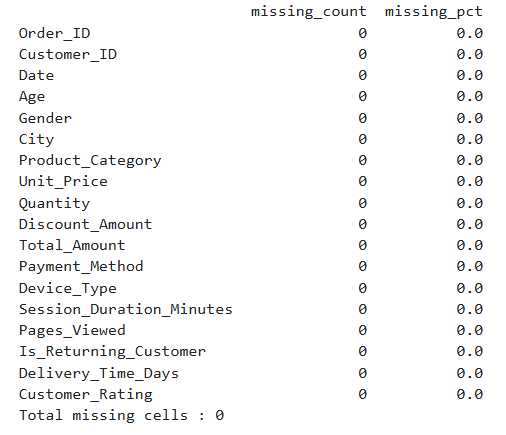 missing_count missing_pct
Order_ID 0 0.0
Customer_ID 0 0.0
Date 0 0.0
Age 0 0.0
Gender 0 0.0
City 0 0.0
Product_Category 0 0.0
Unit_Price 0 0.0
Quantity 0 0.0
Discount_Amount 0 0.0
Total_Amount 0 0.0
Payment_Method 0 0.0
Device_Type 0 0.0
Session_Duration_Minutes 0 0.0
Pages_Viewed 0 0.0
Is_Returning_Customer 0 0.0
Delivery_Time_Days 0 0.0
Customer_Rating 0 0.0
Total missing cells : 0